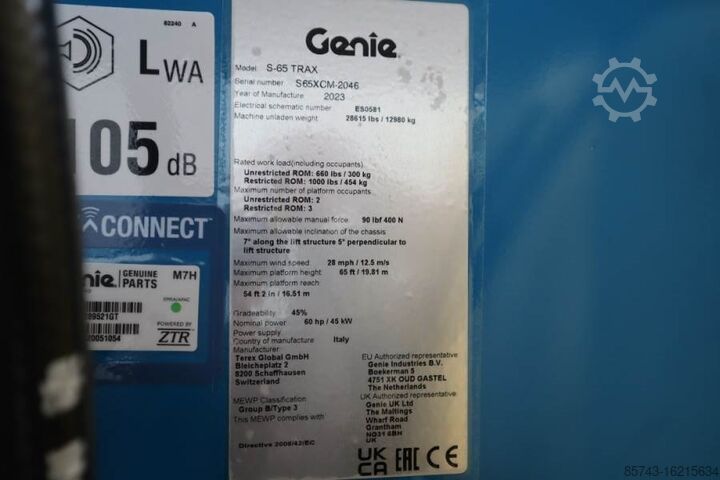 82240 A
LWA
105 dB
CONNECT™
Genie
GENUINE
PARTS
M7H
EMEA/APAC
99521GT
20051054
POWERED BY
ZTR
Genie
Model S-65 TRAX
Serial number S65XCM-2046
Year of Manufacture 2023
Electrical schematic number ES0581
Machine unladen weight 28615 lbs / 12980 kg
Rated work load(including occupants)
Unrestricted ROM: 660 lbs / 300 kg
Restricted ROM: 1000 lbs / 454 kg
Maximum number of platform occupants
Unrestricted ROM: 2
Restricted ROM: 3
Maximum allowable manual force 90 lbf 400 N
Maximum allowable inclination of the chassis
7° along the lift structure 5° perpendicular to
lift structure
Maximum wind speed 28 mph / 12.5 m/s
Maximum platform height 65 ft / 19.81 m
Maximum platform reach
54 ft 2 in / 16.51 m
Gradeability 45%
Nominal power 60 hp / 45 kW
Power supply
Country of manufacture Italy
Manufacturer
Terex Global GmbH
Bleicheplatz 2
8200 Schaffhausen
Switzerland
MEWP Classification
Group B/Type 3
This MEWP complies with
Directive 2006/42/EC
EU Authorized representative
Genie Industries B.V.
Boekerman 5
4751 XK OUD GASTEL
The Netherlands
UK Authorized representative:
Genie UK Ltd
The Maltings
Wharf Road
Grantham
NG31 6BH
UK
UK
CA EAC CE
85743-16215634